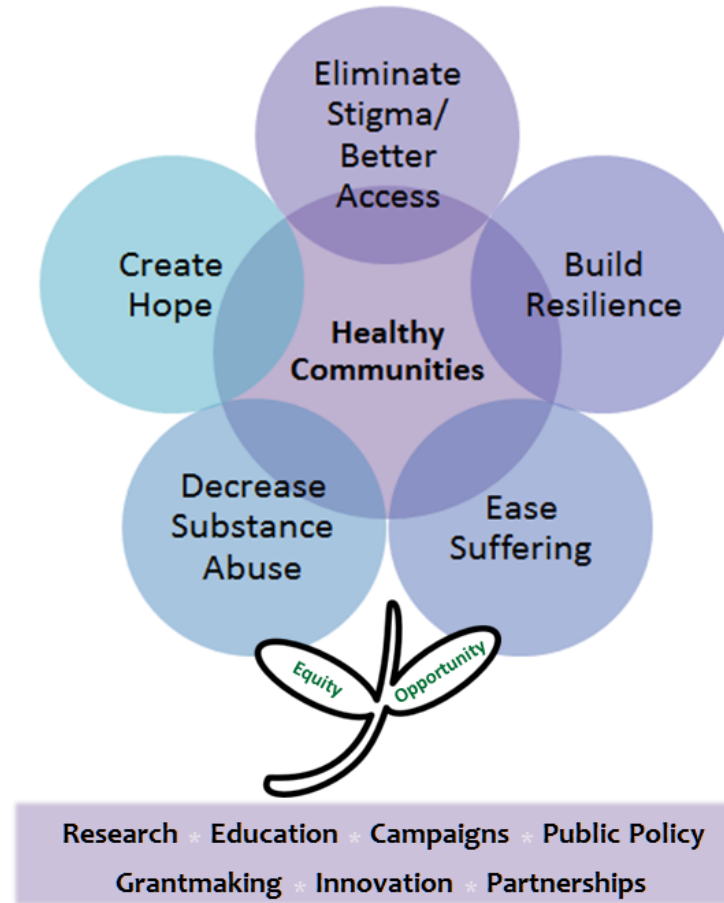 Eliminate
Stigma/
Better
Access
Create
Hope
Build
Resilience
Healthy
Communities
Decrease
Substance
Abuse
Ease
Suffering
Equity
Opportunity
Research * Education * Campaigns * Public Policy
Grantmaking * Innovation * Partnerships